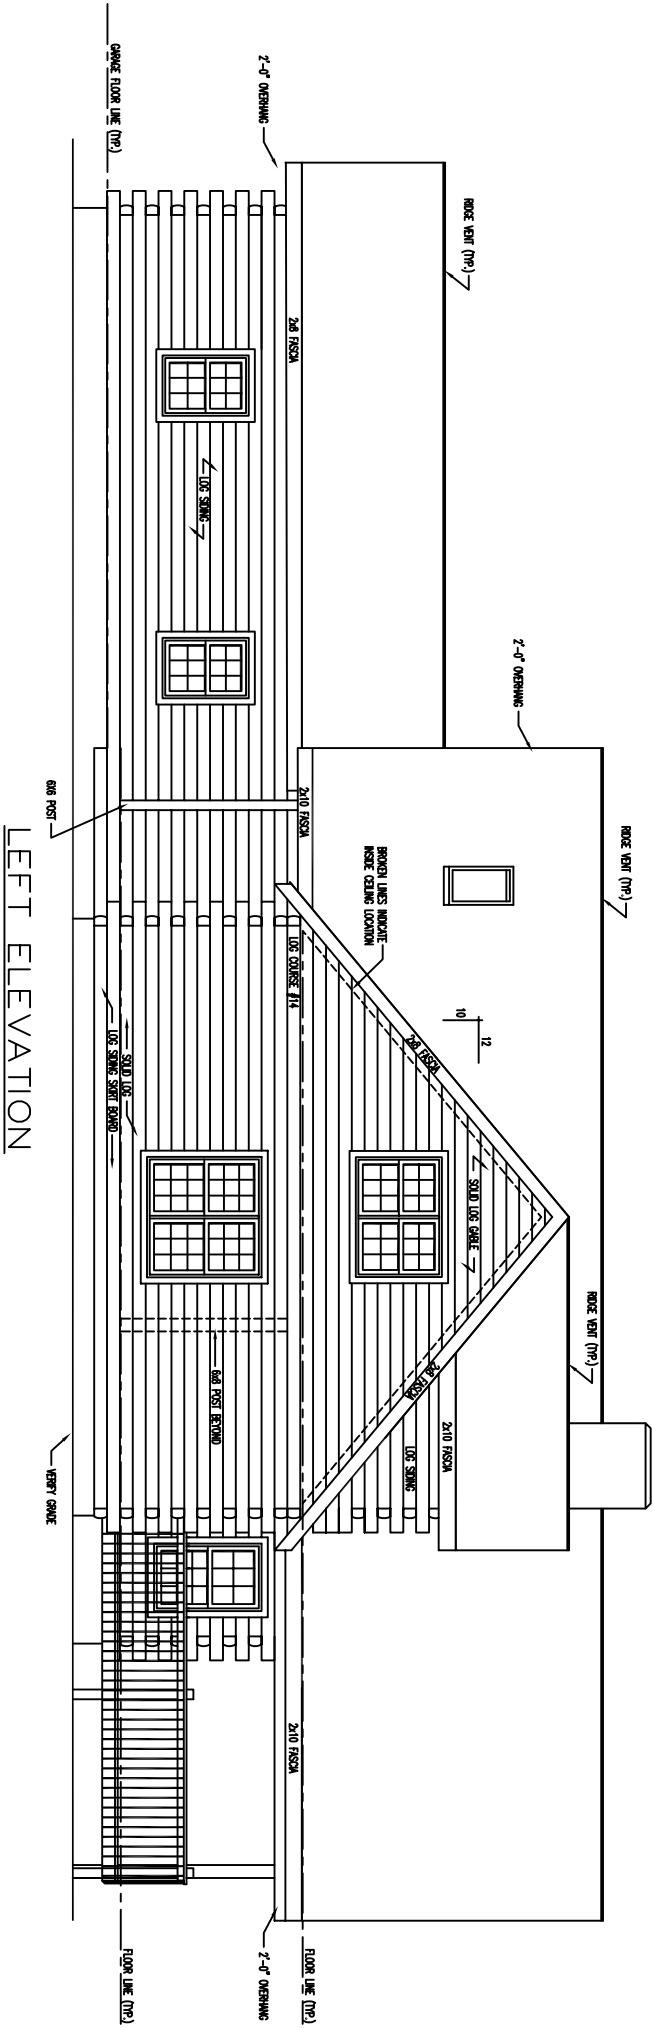 RIDGE VENT (TYP.)
RIDGE VENT (TYP.)
RIDGE VENT (TYP.)
2'-0" OVERHANG
2'-0" OVERHANG
12
10
SOLID LOG GABLE
2x8 FASCIA
2x8 FASCIA
2x10 FASCIA
LOG SIDING
BROKEN LINES INDICATE
INSIDE CEILING LOCATION
2x8 FASCIA
2x10 FASCIA
LOG COURSE #14
2x10 FASCIA
FLOOR LINE (TYP.)
2'-0" OVERHANG
LOG SIDING
6x8 POST BEYOND
GARAGE FLOOR LINE (TYP.)
SOLID LOG
LOG SIDING SKIRT BOARD
FLOOR LINE (TYP.)
6X6 POST
VERIFY GRADE
LEFT ELEVATION